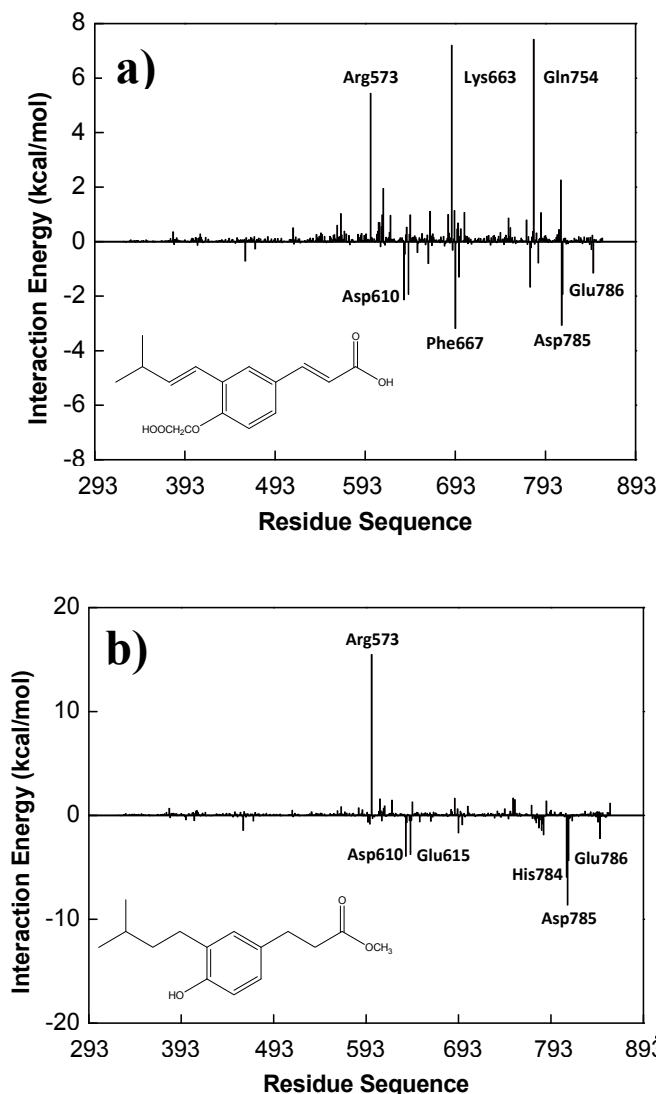 a)
Interaction Energy (kcal/mol)
8
6
4
2
0
-2
-4
-6
-8
Arg573
Lys663
Gln754
Asp610
Phe667
Asp785
Glu786
O
OH
HOOCH₂CO
293 393 493 593 693 793 893
Residue Sequence
b)
Interaction Energy (kcal/mol)
20
10
0
-10
-20
Arg573
Asp610
Glu615
His784
Glu786
Asp785
O
OCH₃
HO
293 393 493 593 693 793
Residue Sequence